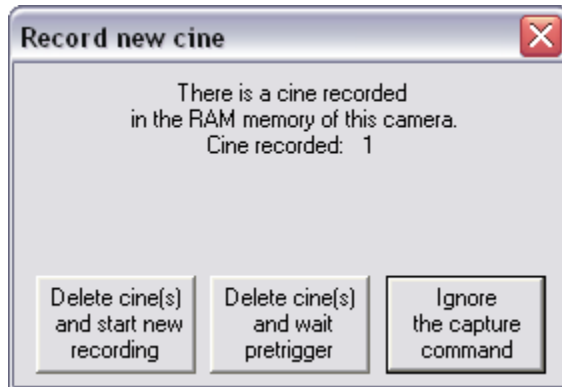 Record new cine
There is a cine recorded
in the RAM memory of this camera.
Cine recorded:   1
Delete cine(s)
and start new
recording
Delete cine(s)
and wait
pretrigger
Ignore
the capture
command